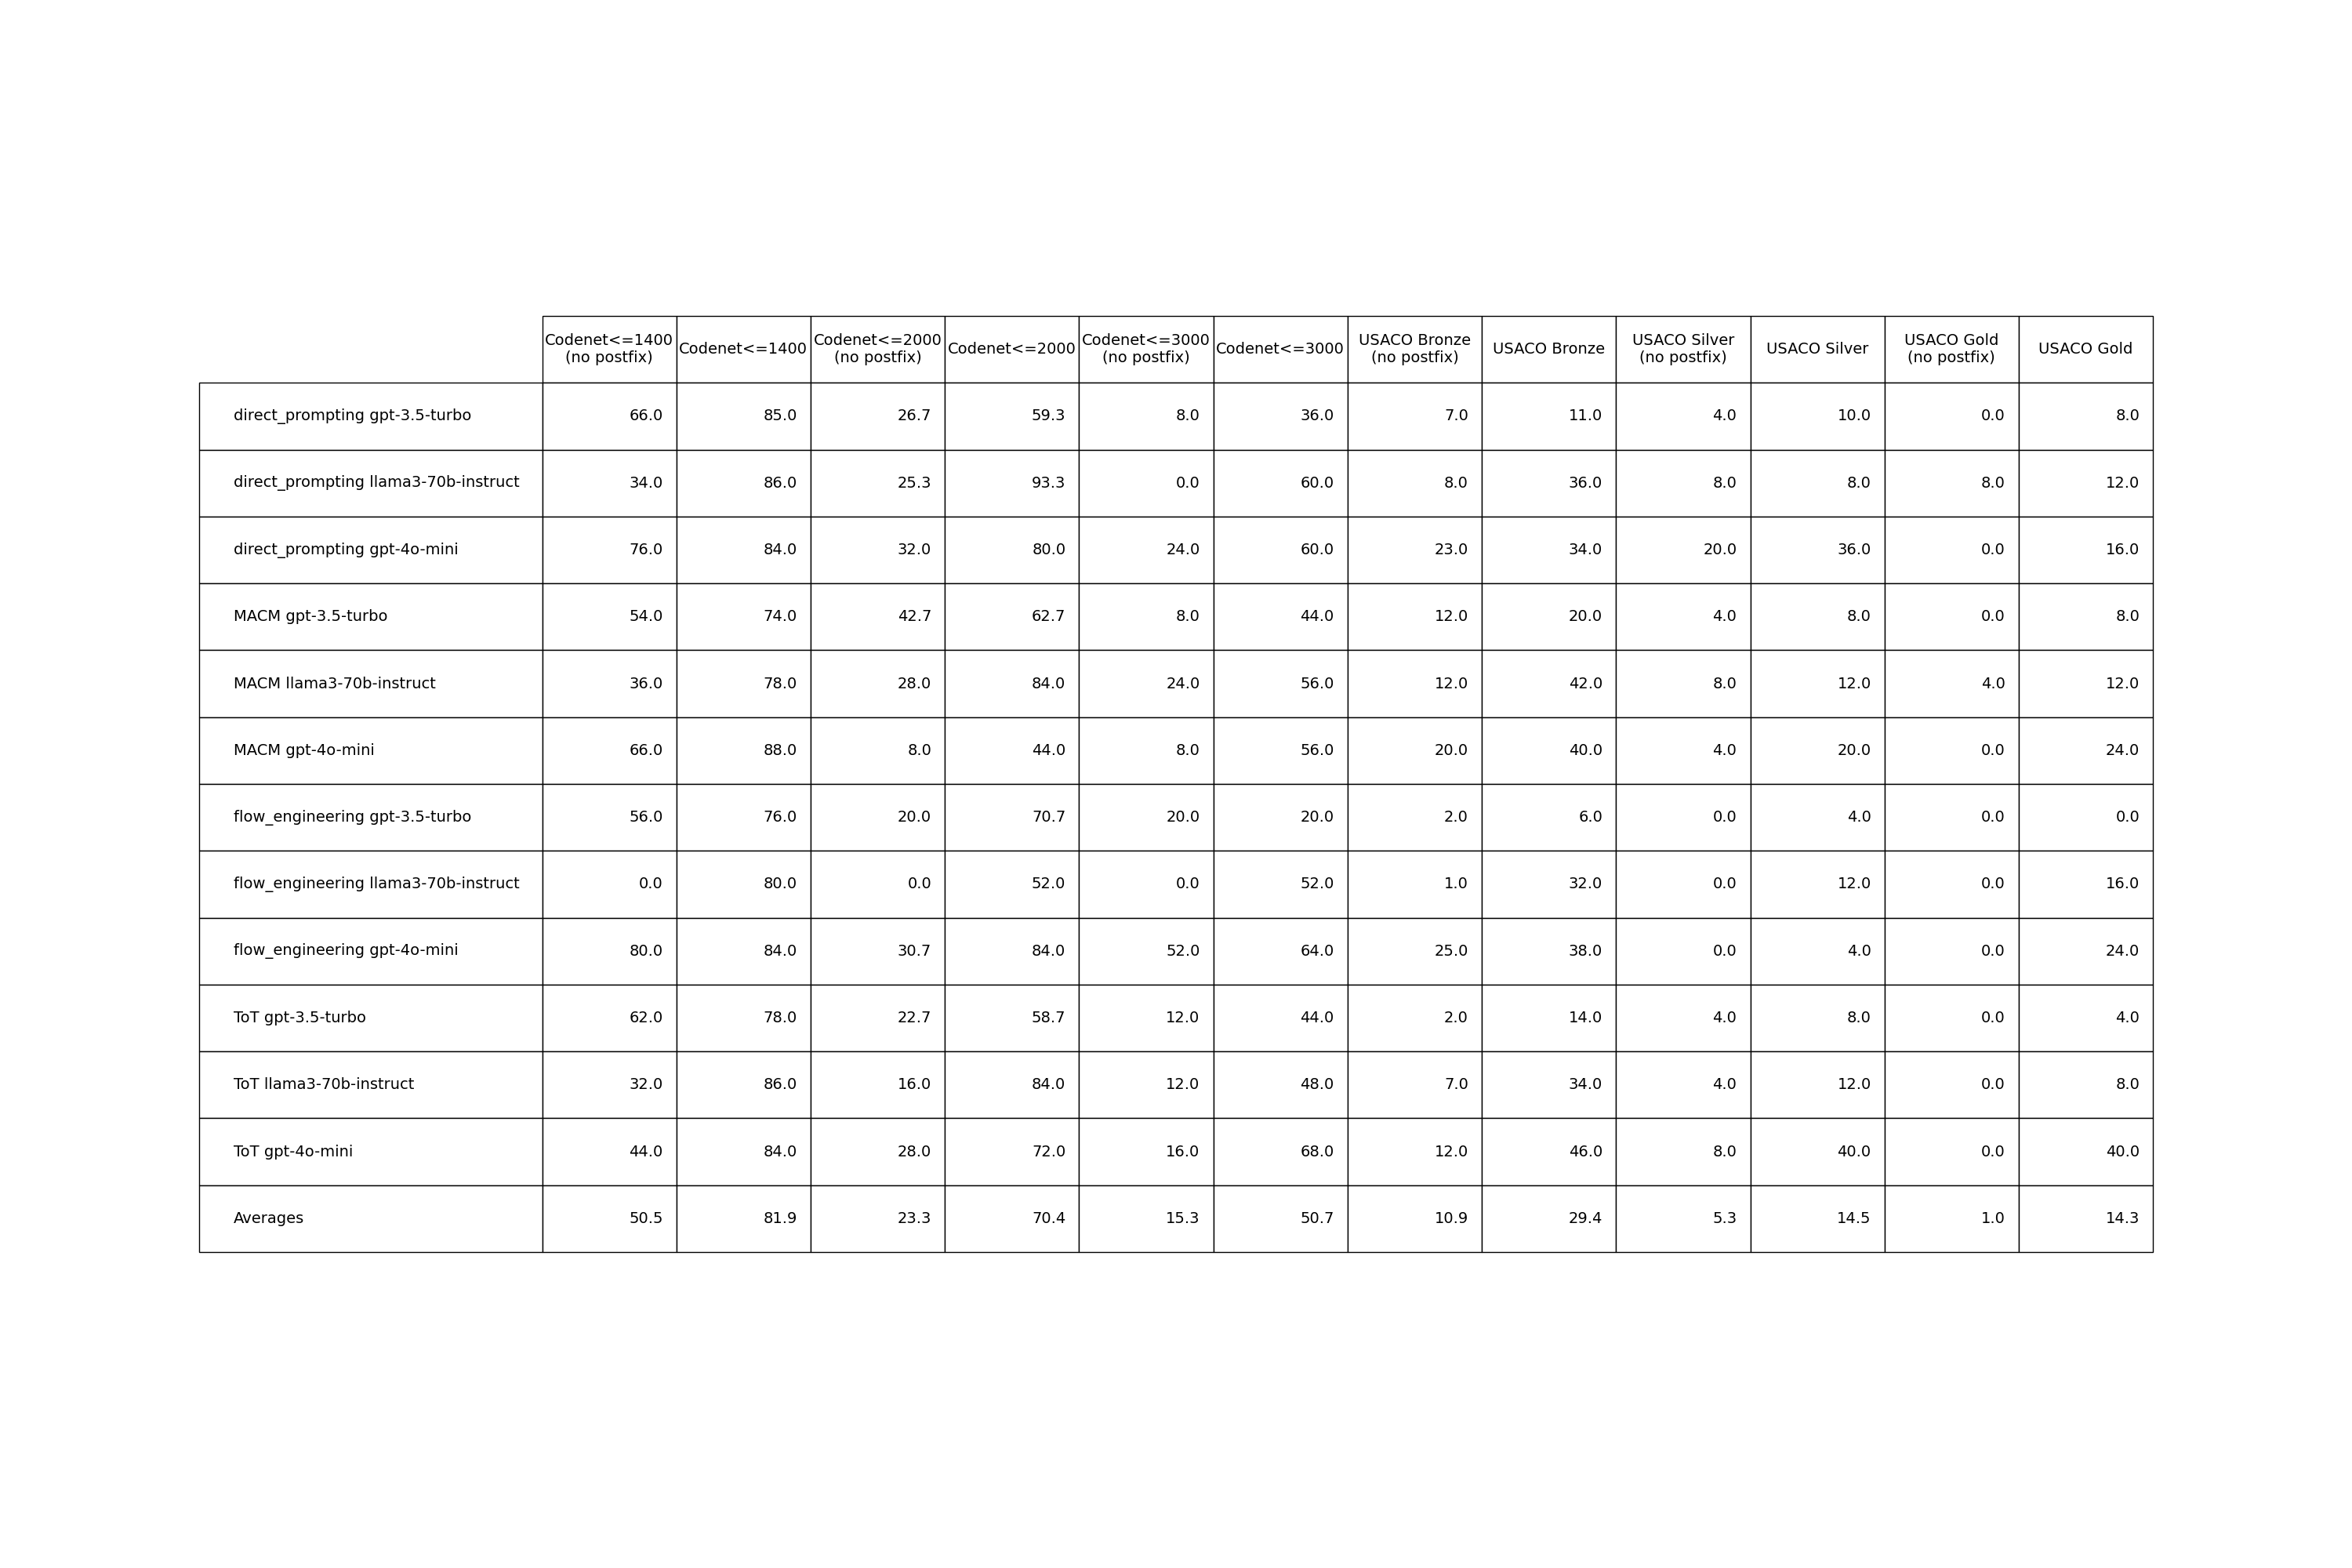 Codenet<=1400 (no postfix) Codenet<=1400 Codenet<=2000 (no postfix) Codenet<=2000 Codenet<=3000 (no postfix) Codenet<=3000 USACO Bronze (no postfix) USACO Bronze USACO Silver (no postfix) USACO Silver USACO Gold (no postfix) USACO Gold
direct_prompting gpt-3.5-turbo 66.0 85.0 26.7 59.3 8.0 36.0 7.0 11.0 4.0 10.0 0.0 8.0
direct_prompting llama3-70b-instruct 34.0 86.0 25.3 93.3 0.0 60.0 8.0 36.0 8.0 8.0 8.0 12.0
direct_prompting gpt-4o-mini 76.0 84.0 32.0 80.0 24.0 60.0 23.0 34.0 20.0 36.0 0.0 16.0
MACM gpt-3.5-turbo 54.0 74.0 42.7 62.7 8.0 44.0 12.0 20.0 4.0 8.0 0.0 8.0
MACM llama3-70b-instruct 36.0 78.0 28.0 84.0 24.0 56.0 12.0 42.0 8.0 12.0 4.0 12.0
MACM gpt-4o-mini 66.0 88.0 8.0 44.0 8.0 56.0 20.0 40.0 4.0 20.0 0.0 24.0
flow_engineering gpt-3.5-turbo 56.0 76.0 20.0 70.7 20.0 20.0 2.0 6.0 0.0 4.0 0.0 0.0
flow_engineering llama3-70b-instruct 0.0 80.0 0.0 52.0 0.0 52.0 1.0 32.0 0.0 12.0 0.0 16.0
flow_engineering gpt-4o-mini 80.0 84.0 30.7 84.0 52.0 64.0 25.0 38.0 0.0 4.0 0.0 24.0
ToT gpt-3.5-turbo 62.0 78.0 22.7 58.7 12.0 44.0 2.0 14.0 4.0 8.0 0.0 4.0
ToT llama3-70b-instruct 32.0 86.0 16.0 84.0 12.0 48.0 7.0 34.0 4.0 12.0 0.0 8.0
ToT gpt-4o-mini 44.0 84.0 28.0 72.0 16.0 68.0 12.0 46.0 8.0 40.0 0.0 40.0
Averages 50.5 81.9 23.3 70.4 15.3 50.7 10.9 29.4 5.3 14.5 1.0 14.3